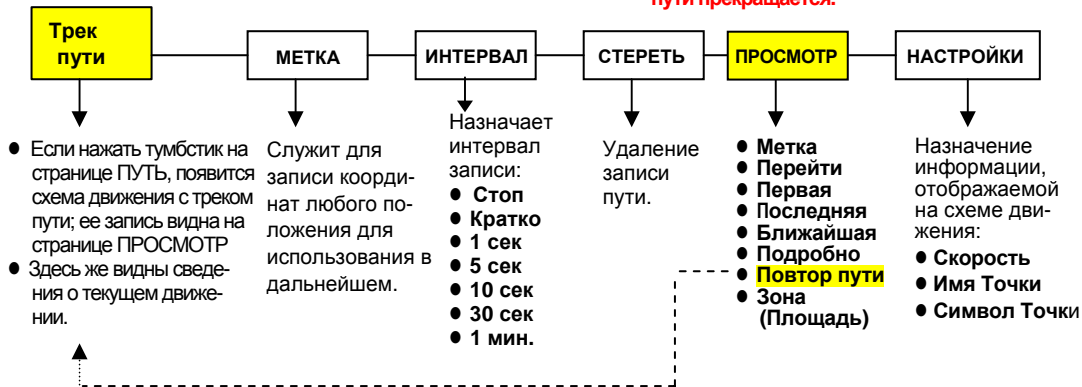 пути прекращается.
Трек
пути
МЕТКА
ИНТЕРВАЛ
СТЕРЕТЬ
ПРОСМОТР
НАСТРОЙКИ
● Если нажать тумбстик на
странице ПУТЬ, появится
схема движения с треком
пути; ее запись видна на
странице ПРОСМОТР
● Здесь же видны сведе-
ния о текущем движе-
нии.
Служит для
записи коорди-
нат любого по-
ложения для
использования в
дальнейшем.
Назначает
интервал
записи:
● Стоп
● Кратко
● 1 сек
● 5 сек
● 10 сек
● 30 сек
● 1 мин.
Удаление
записи
пути.
● Метка
● Перейти
● Первая
● Последняя
● Ближайшая
● Подробно
● Повтор пути
● Зона
(Площадь)
Назначение
информации,
отображаемой
на схеме дви-
жения:
● Скорость
● Имя Точки
● Символ Точки